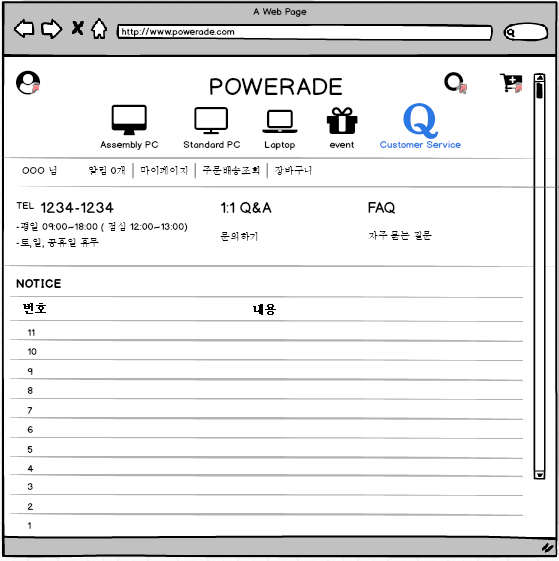 A Web Page
http://www.powerade.com
POWERADE
Assembly PC Standard PC Laptop event Q Customer Service
OOO 님 알림 0개 마이페이지 주문배송조회 장바구니
TEL 1234-1234 1:1 Q&A FAQ
-평일 09:00~18:00 ( 점심 12:00~13:00) 문의하기 자주 묻는 질문
-토,일, 공휴일 휴무
NOTICE
번호 내용
11
10
9
8
7
6
5
4
3
2
1